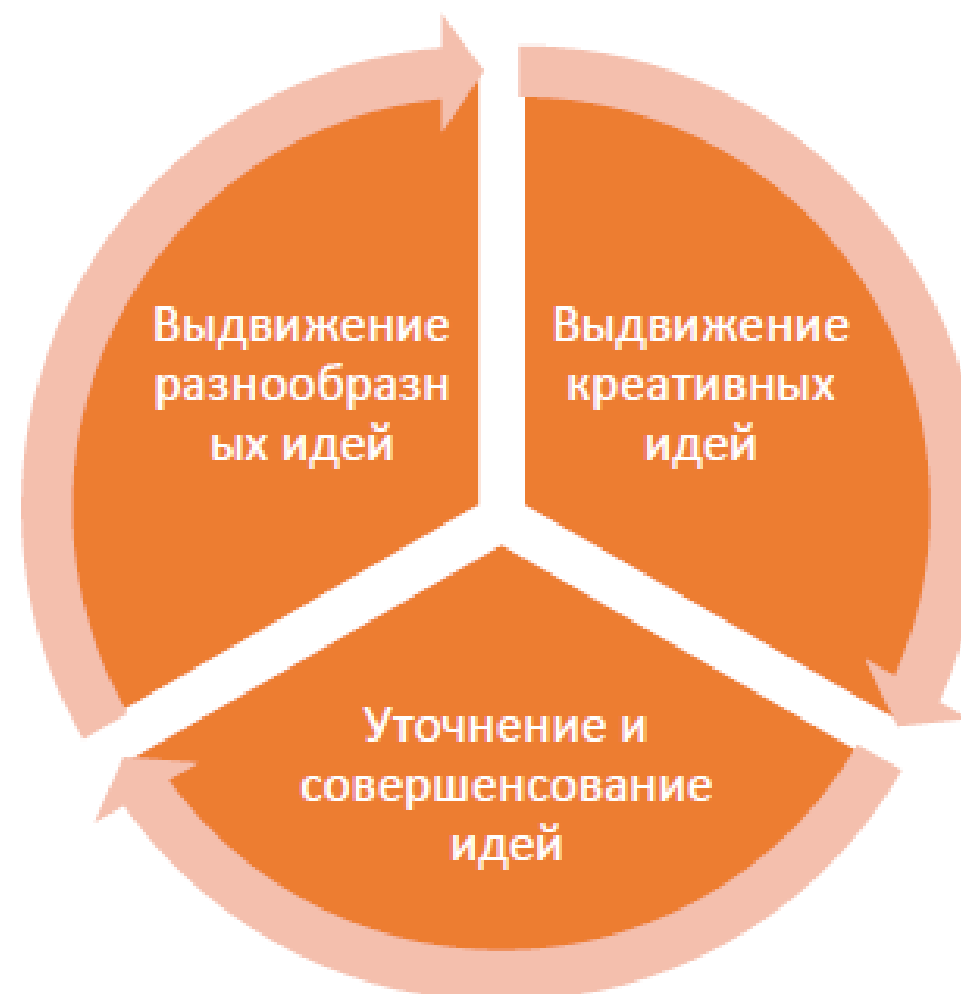 Выдвижение
разнообразн
ых идей
Выдвижение
креативных
идей
Уточнение и
совершенсование
идей